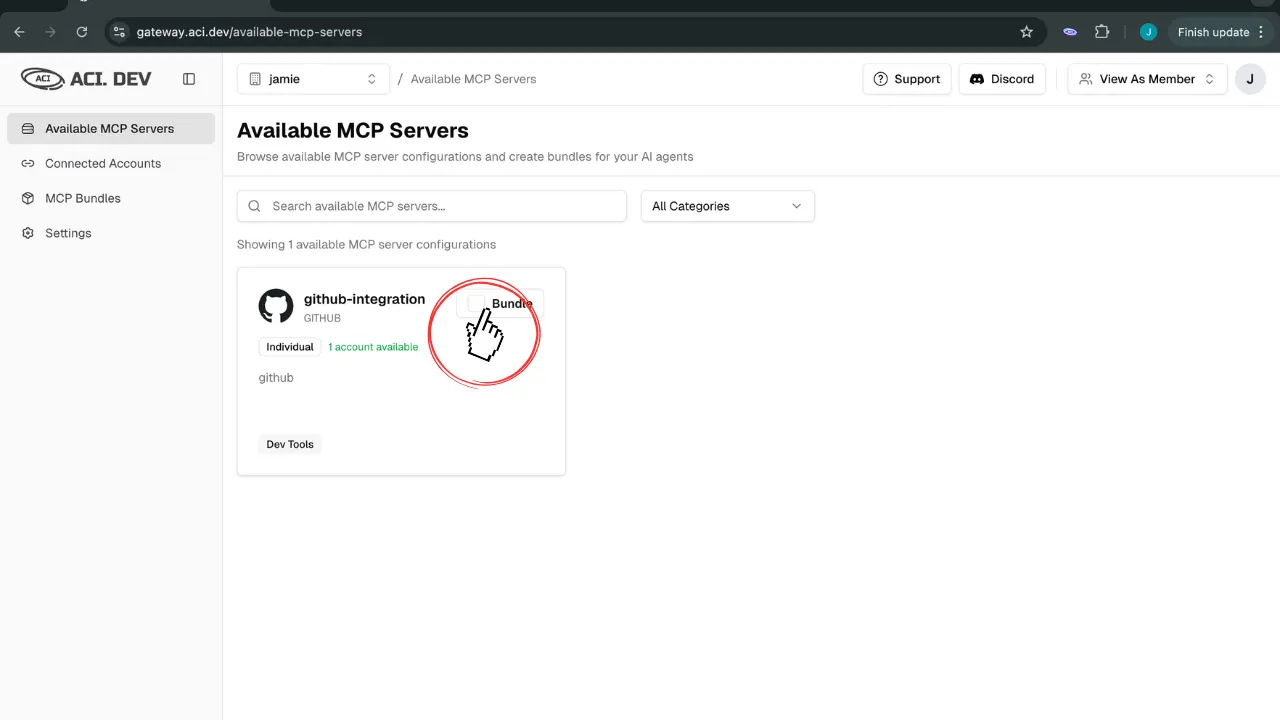 gateway.aci.dev/available-mcp-servers
J
Finish update
ACI
ACI. DEV
jamie
/ Available MCP Servers
Support
Discord
View As Member
J
Available MCP Servers
Connected Accounts
MCP Bundles
Settings
Available MCP Servers
Browse available MCP server configurations and create bundles for your AI agents
Search available MCP servers...
All Categories
Showing 1 available MCP server configurations
github-integration
GITHUB
Bundle
Individual
1 account available
github
Dev Tools